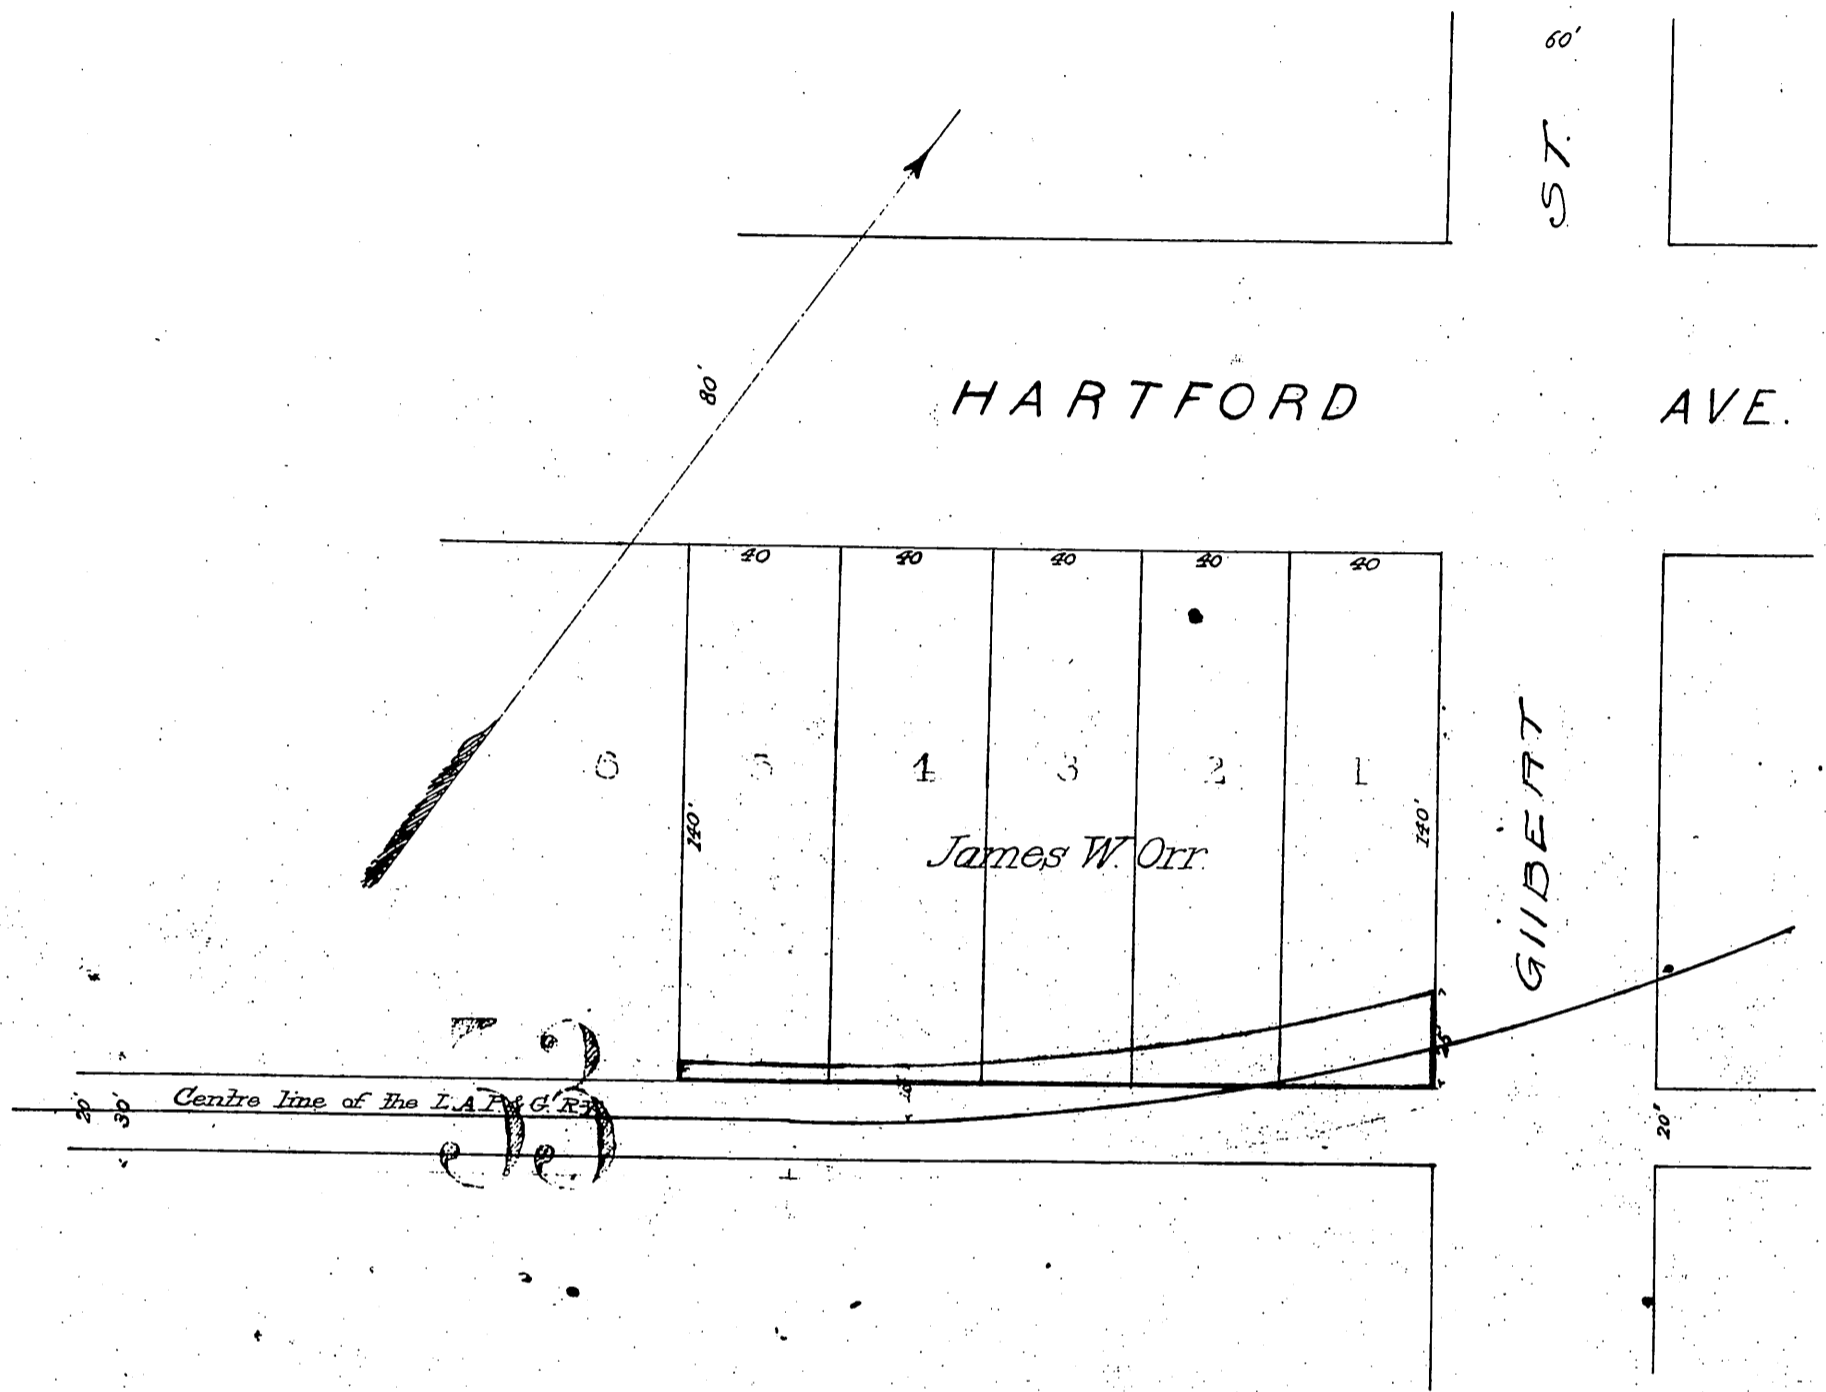 60'
ST.
80'
HARTFORD AVE.
40 40 40 40 40
6 5 4 3 2 1
140' 140'
James W. Orr.
GIlBERT
Centre line of the L.A.P. & G. Ry
20' 30'
20'